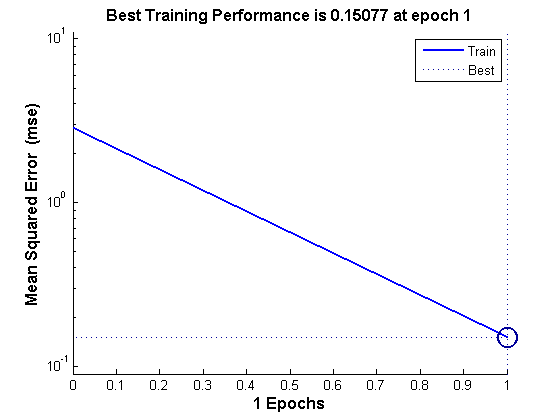 Best Training Performance is 0.15077 at epoch 1
Train
Best
Mean Squared Error (mse)
10^1
10^0
10^-1
0 0.1 0.2 0.3 0.4 0.5 0.6 0.7 0.8 0.9 1
1 Epochs